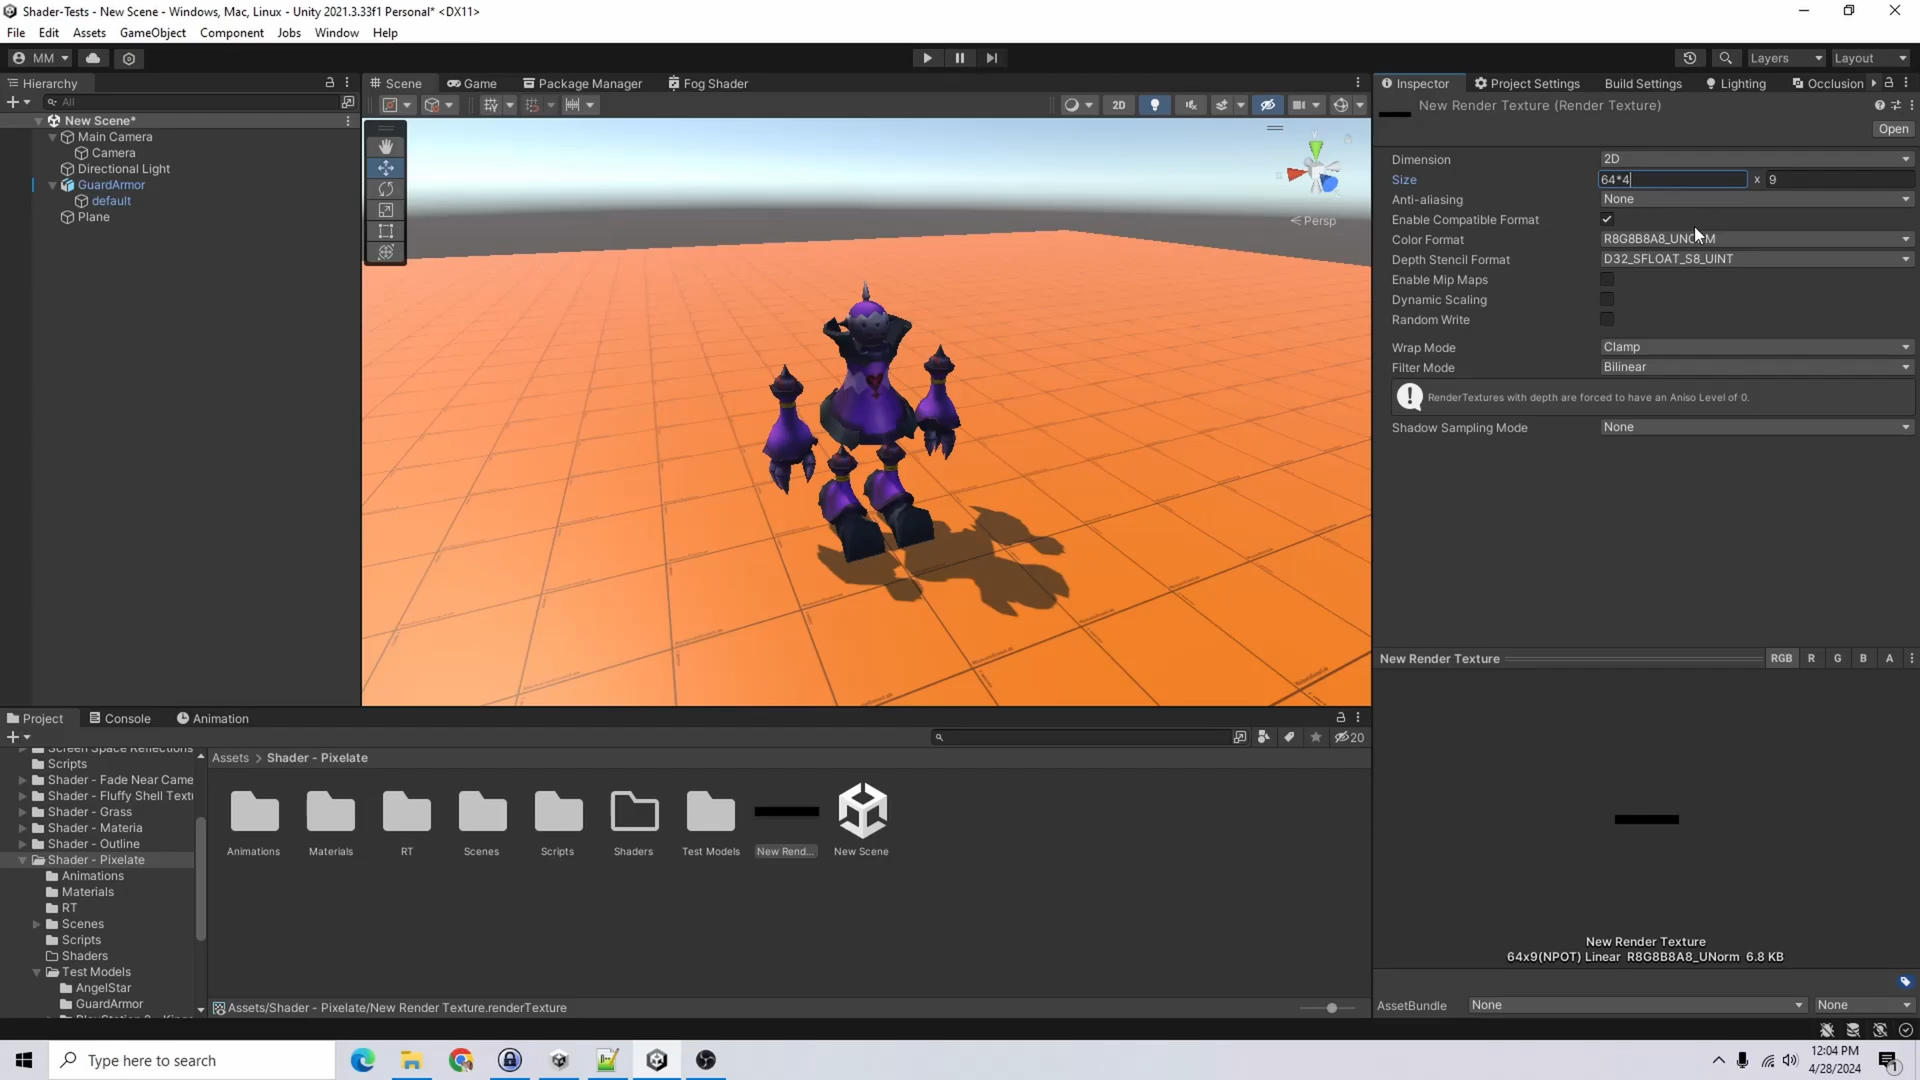 Shader-Tests - New Scene - Windows, Mac, Linux - Unity 2021.3.33f1 Personal* <DX11>
File Edit Assets GameObject Component Jobs Window Help
MM Layers Layout
Hierarchy Scene Game Package Manager Fog Shader Inspector Project Settings Build Settings Lighting Occlusion
All 2D
New Render Texture (Render Texture)
Open
New Scene*
Main Camera
Camera
Directional Light
GuardArmor
default
Plane
Y
Persp
Dimension 2D
Size 64*4 x 9
Anti-aliasing None
Enable Compatible Format
Color Format R8G8B8A8_UNORM
Depth Stencil Format D32_SFLOAT_S8_UINT
Enable Mip Maps
Dynamic Scaling
Random Write
Wrap Mode Clamp
Filter Mode Bilinear
RenderTextures with depth are forced to have an Aniso Level of 0.
Shadow Sampling Mode None
New Render Texture RGB R G B A
Project Console Animation
20
Screen Space Reflections
Scripts
Shader - Fade Near Came
Shader - Fluffy Shell Text
Shader - Grass
Shader - Materia
Shader - Outline
Shader - Pixelate
Animations
Materials
RT
Scenes
Scripts
Shaders
Test Models
AngelStar
GuardArmor
Assets > Shader - Pixelate
Animations Materials RT Scenes Scripts Shaders Test Models New Rend... New Scene
Assets/Shader - Pixelate/New Render Texture.renderTexture
New Render Texture
64x9(NPOT) Linear R8G8B8A8_UNorm 6.8 KB
AssetBundle None None
Type here to search
12:04 PM
4/28/2024
1